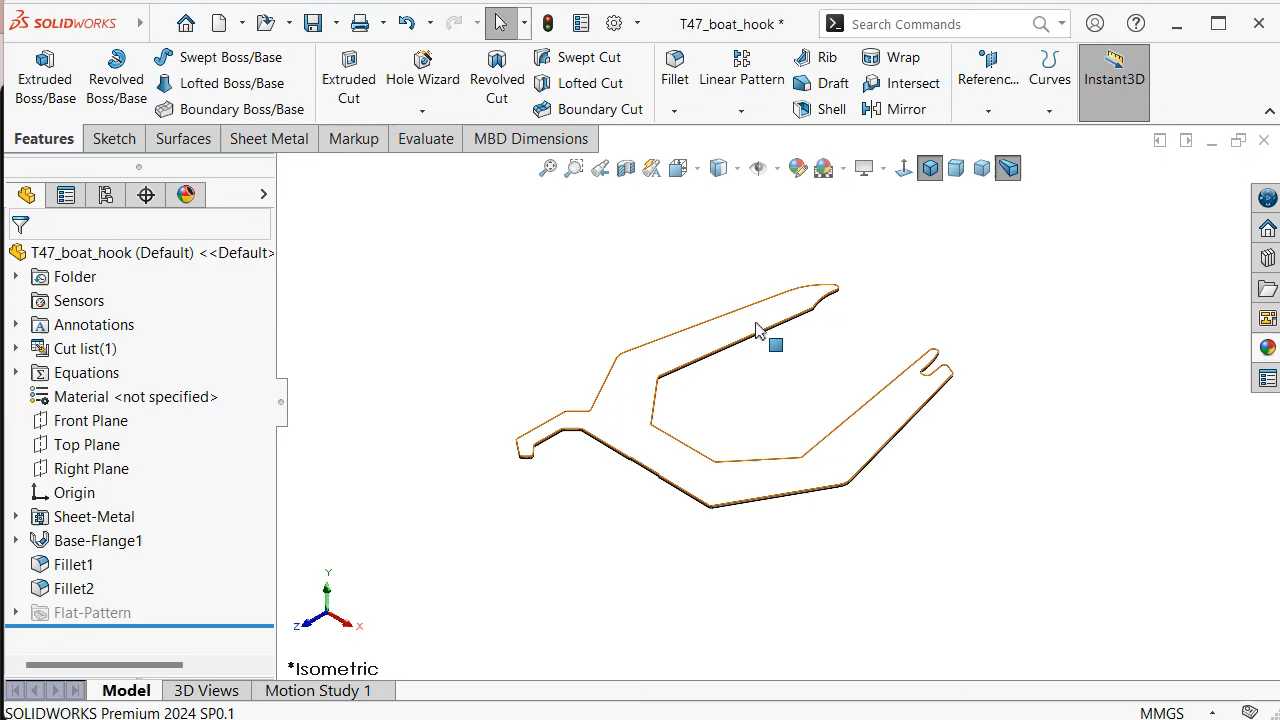 SOLIDWORKS
T47_boat_hook *
Search Commands
Extruded Boss/Base
Revolved Boss/Base
Swept Boss/Base
Lofted Boss/Base
Boundary Boss/Base
Extruded Cut
Hole Wizard
Revolved Cut
Swept Cut
Lofted Cut
Boundary Cut
Fillet
Linear Pattern
Rib
Draft
Shell
Wrap
Intersect
Mirror
Referenc...
Curves
Instant3D
Features
Sketch
Surfaces
Sheet Metal
Markup
Evaluate
MBD Dimensions
T47_boat_hook (Default) <<Default>
Folder
Sensors
Annotations
Cut list(1)
Equations
Material <not specified>
Front Plane
Top Plane
Right Plane
Origin
Sheet-Metal
Base-Flange1
Fillet1
Fillet2
Flat-Pattern
Y
Z
X
*Isometric
Model
3D Views
Motion Study 1
SOLIDWORKS Premium 2024 SP0.1
MMGS